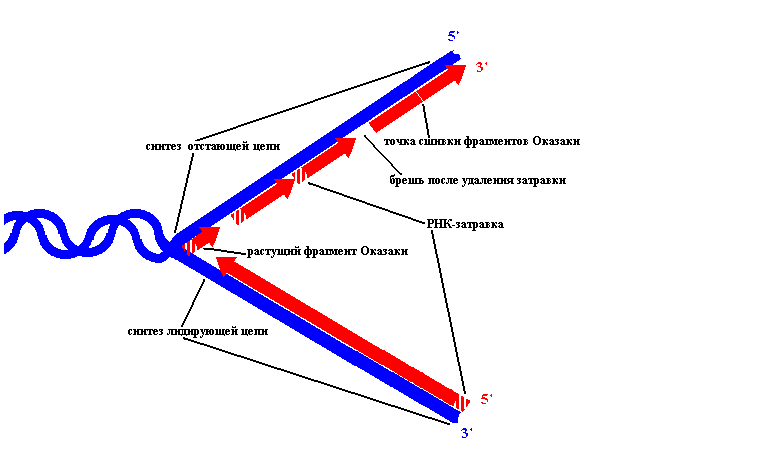 5'
3'
синтез отстающей цепи
точка сшивки фрагментов Оказаки
брешь после удаления затравки
РНК-затравка
растущий фрагмент Оказаки
синтез лидирующей цепи
5'
3'